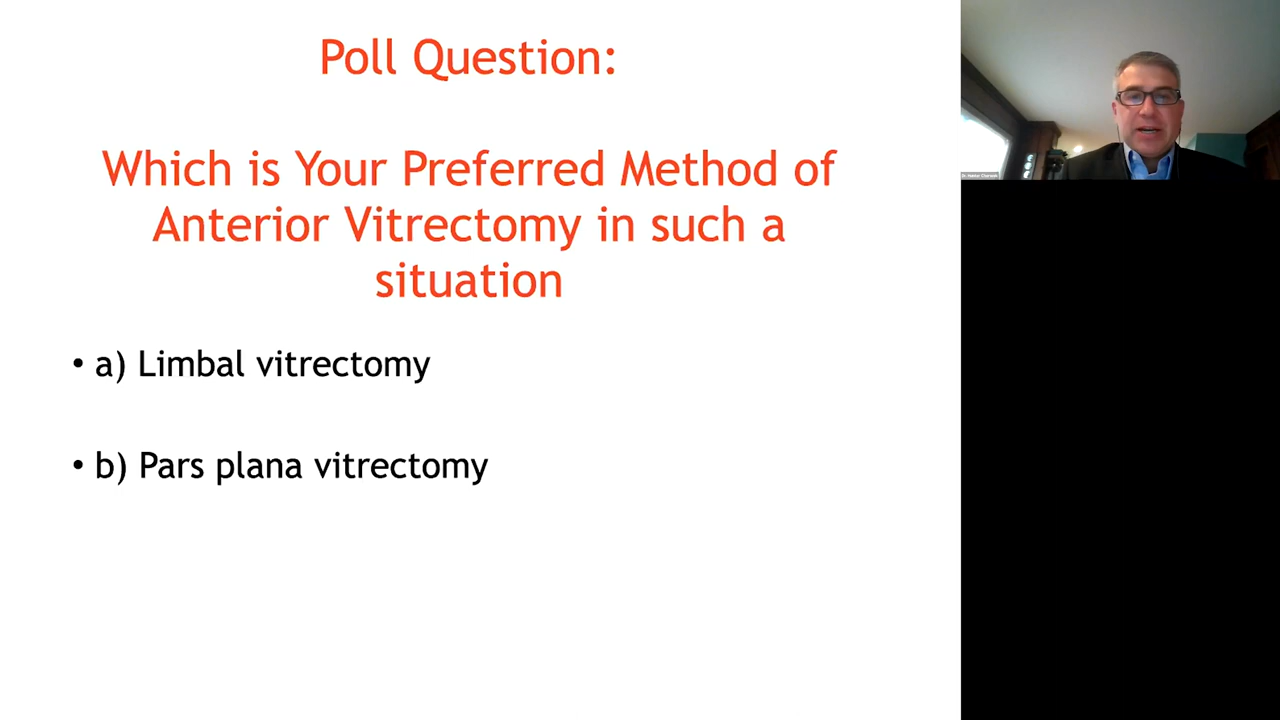 Poll Question:
Which is Your Preferred Method of
Anterior Vitrectomy in such a
situation
• a) Limbal vitrectomy
• b) Pars plana vitrectomy